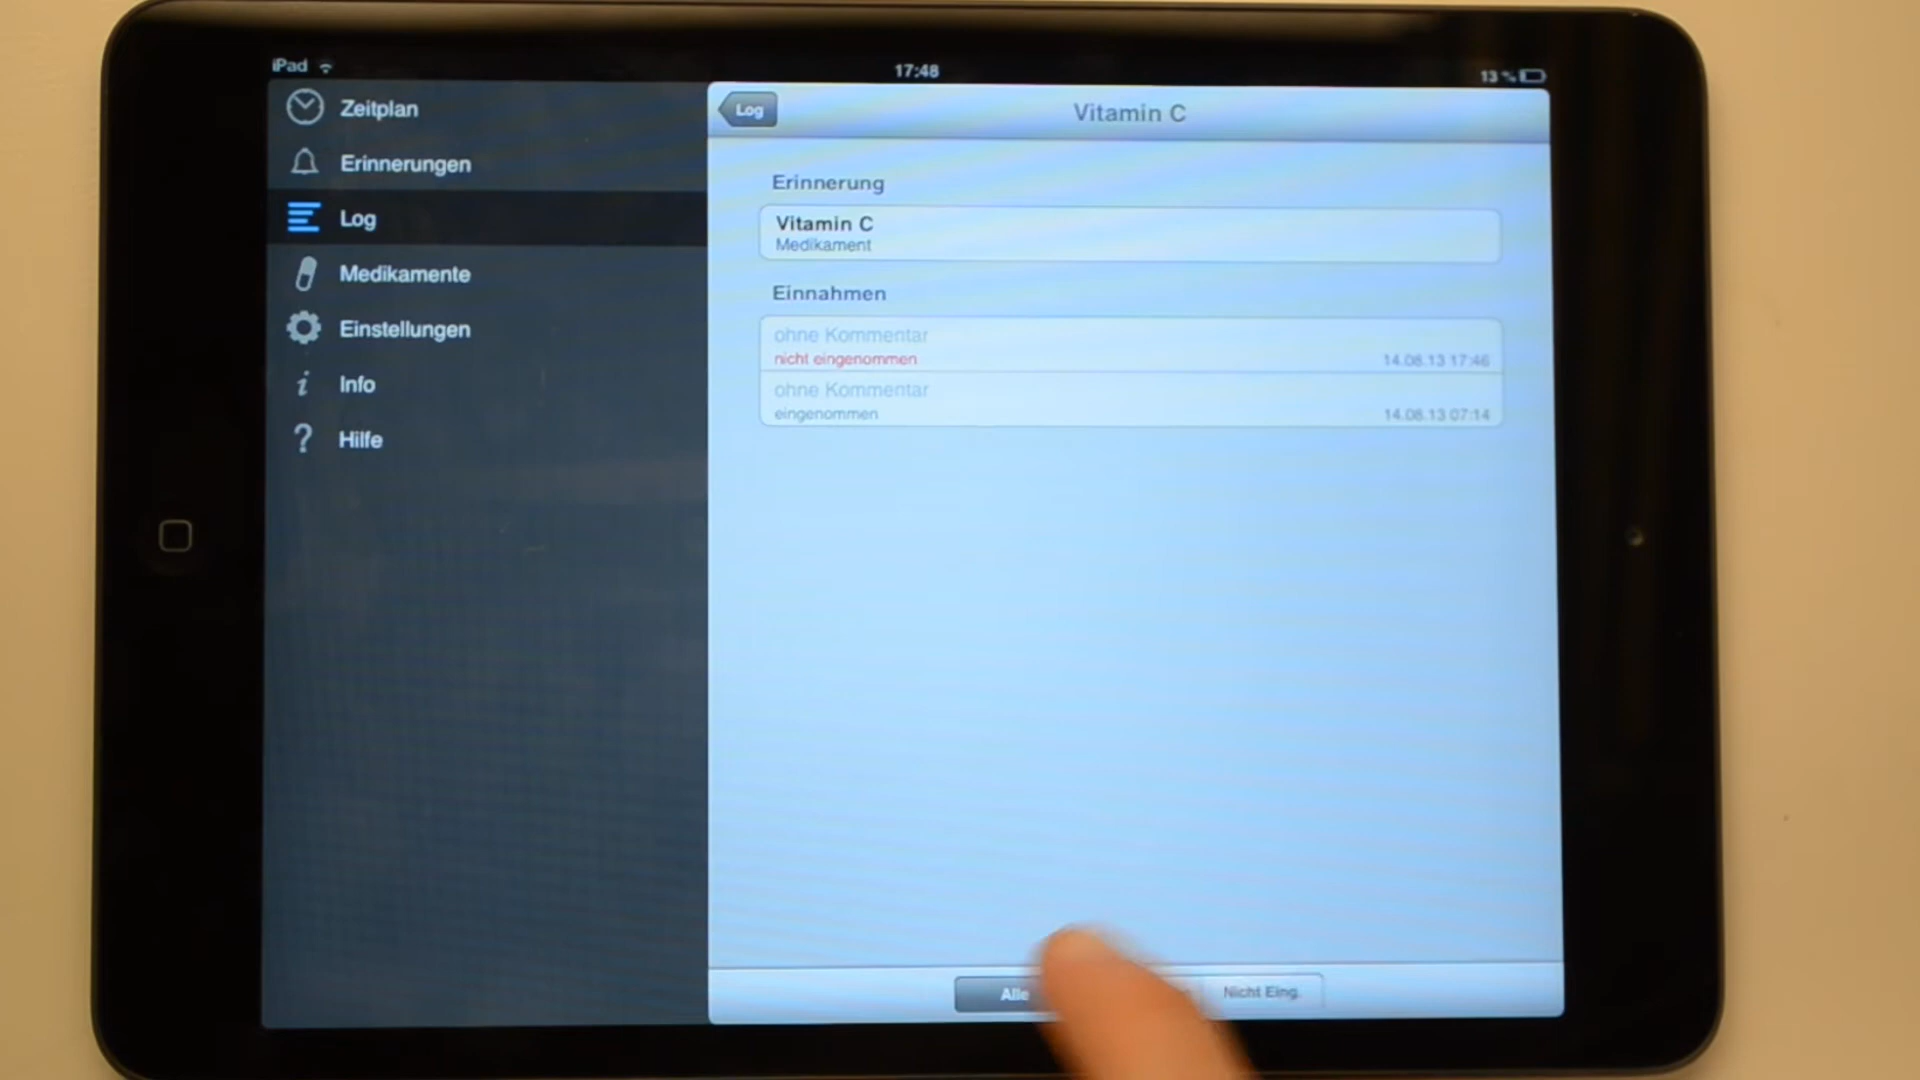 iPad
17:48
13 %
Zeitplan
Erinnerungen
Log
Medikamente
Einstellungen
Info
Hilfe
Log
Vitamin C
Erinnerung
Vitamin C
Medikament
Einnahmen
ohne Kommentar
nicht eingenommen
14.08.13 17:46
ohne Kommentar
eingenommen
14.08.13 07:14
Alle
Nicht Eing.